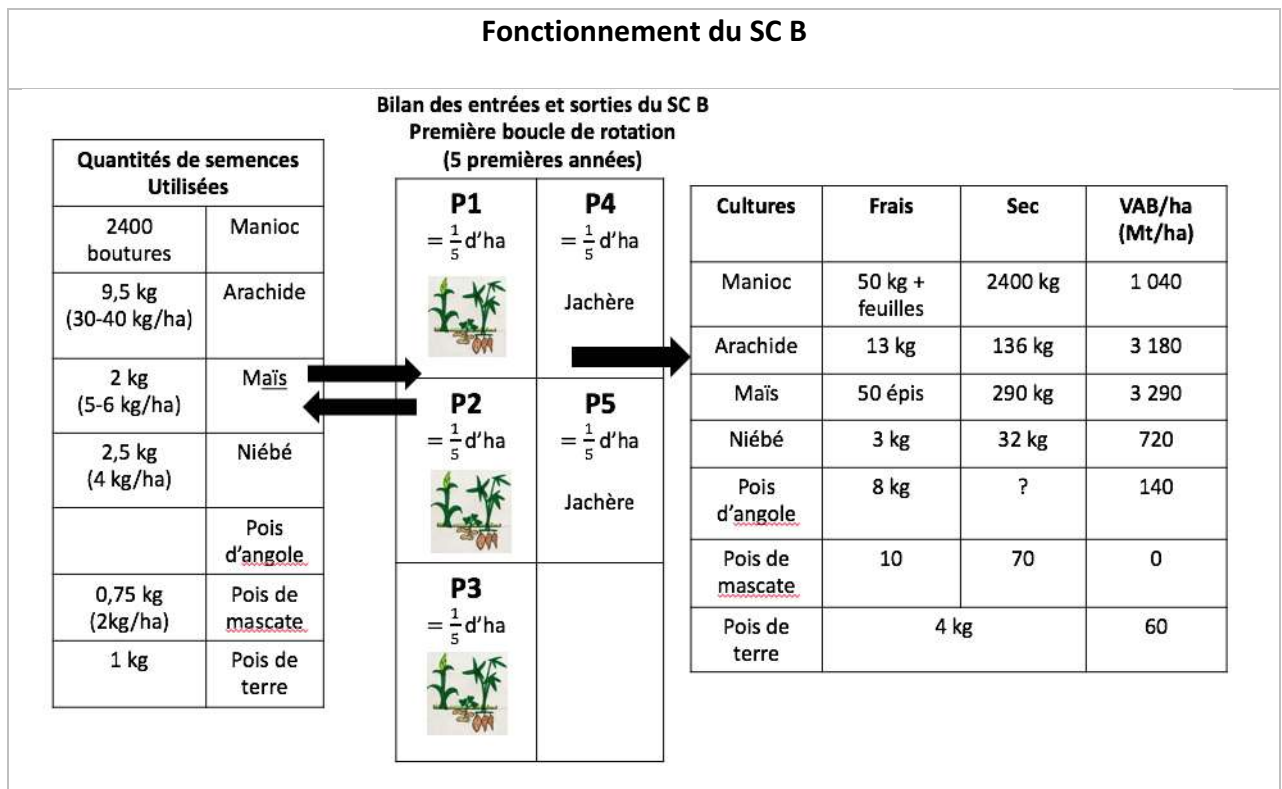 Fonctionnement du SC B
Bilan des entrées et sorties du SC B
Première boucle de rotation
(5 premières années)
Quantités de semences
Utilisées
2400
boutures
Manioc
9,5 kg
(30-40 kg/ha)
Arachide
2 kg
(5-6 kg/ha)
Maïs
2,5 kg
(4 kg/ha)
Niébé
Pois
d'angole
0,75 kg
(2kg/ha)
Pois de
mascate
1 kg
Pois de
terre
P1
= 1/5 d'ha
P4
= 1/5 d'ha
Jachère
P2
= 1/5 d'ha
P5
= 1/5 d'ha
Jachère
P3
= 1/5 d'ha
Cultures
Frais
Sec
VAB/ha
(Mt/ha)
Manioc
50 kg +
feuilles
2400 kg
1 040
Arachide
13 kg
136 kg
3 180
Maïs
50 épis
290 kg
3 290
Niébé
3 kg
32 kg
720
Pois
d'angole
8 kg
?
140
Pois de
mascate
10
70
0
Pois de
terre
4 kg
60